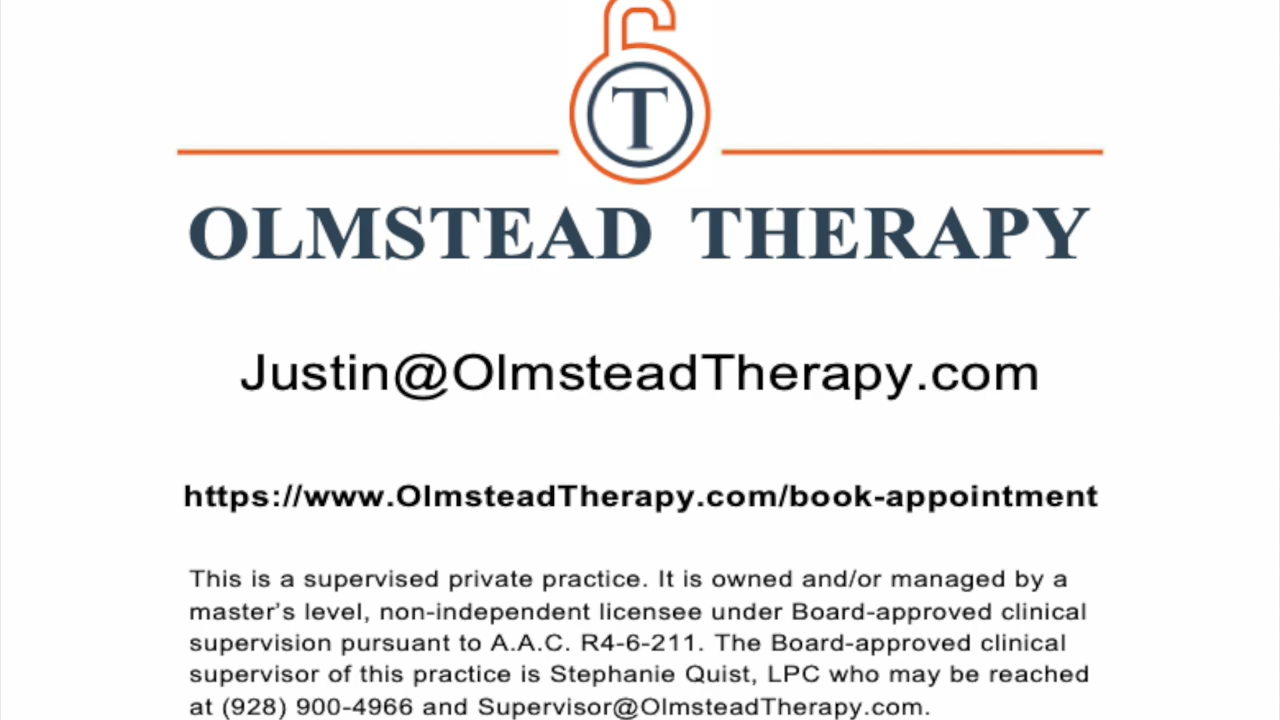 T
OLMSTEAD THERAPY
Justin@OlmsteadTherapy.com
https://www.OlmsteadTherapy.com/book-appointment
This is a supervised private practice. It is owned and/or managed by a
master’s level, non-independent licensee under Board-approved clinical
supervision pursuant to A.A.C. R4-6-211. The Board-approved clinical
supervisor of this practice is Stephanie Quist, LPC who may be reached
at (928) 900-4966 and Supervisor@OlmsteadTherapy.com.